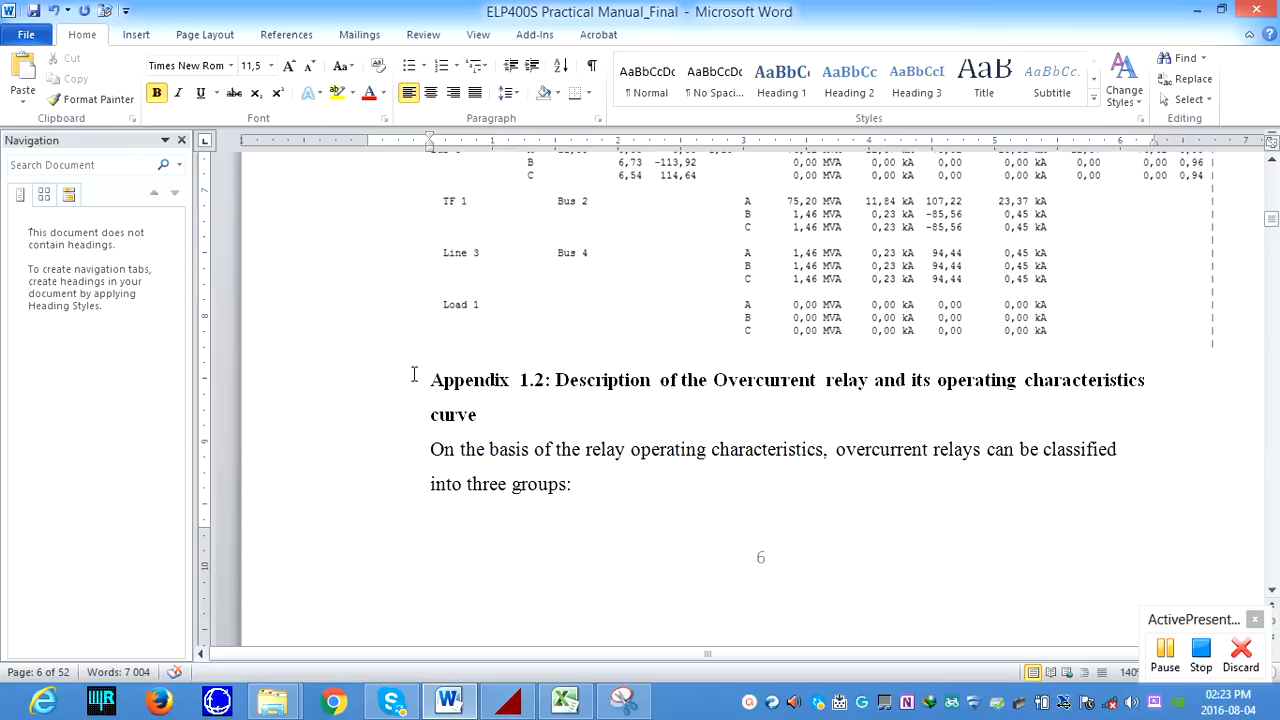 ELP400S Practical Manual_Final - Microsoft Word
File Home Insert Page Layout References Mailings Review View Add-Ins Acrobat
Paste
Cut
Copy
Format Painter
Clipboard
Times New Rom 11,5
Font
Paragraph
AaBbCcDc AaBbCcDc AaBbC AaBbCc AaBbCcI AaB AaBbCcDc
¶ Normal ¶ No Spaci... Heading 1 Heading 2 Heading 3 Title Subtitle
Change Styles
Styles
Find
Replace
Select
Editing
Navigation
Search Document
This document does not
contain headings.
To create navigation tabs,
create headings in your
document by applying
Heading Styles.
B 6,73 -113,92 0,00 MVA 0,00 kA 0,00 0,00 kA 0,00 0,00 0,96
C 6,54 114,64 0,00 MVA 0,00 kA 0,00 0,00 kA 0,00 0,00 0,94
TF 1 Bus 2 A 75,20 MVA 11,84 kA 107,22 23,37 kA
B 1,46 MVA 0,23 kA -85,56 0,45 kA
C 1,46 MVA 0,23 kA -85,56 0,45 kA
Line 3 Bus 4 A 1,46 MVA 0,23 kA 94,44 0,45 kA
B 1,46 MVA 0,23 kA 94,44 0,45 kA
C 1,46 MVA 0,23 kA 94,44 0,45 kA
Load 1 A 0,00 MVA 0,00 kA 0,00 0,00 kA
B 0,00 MVA 0,00 kA 0,00 0,00 kA
C 0,00 MVA 0,00 kA 0,00 0,00 kA
Appendix 1.2: Description of the Overcurrent relay and its operating characteristics
curve
On the basis of the relay operating characteristics, overcurrent relays can be classified
into three groups:
6
ActivePresent...
Pause Stop Discard
Page: 6 of 52 Words: 7 004
02:23 PM
2016-08-04